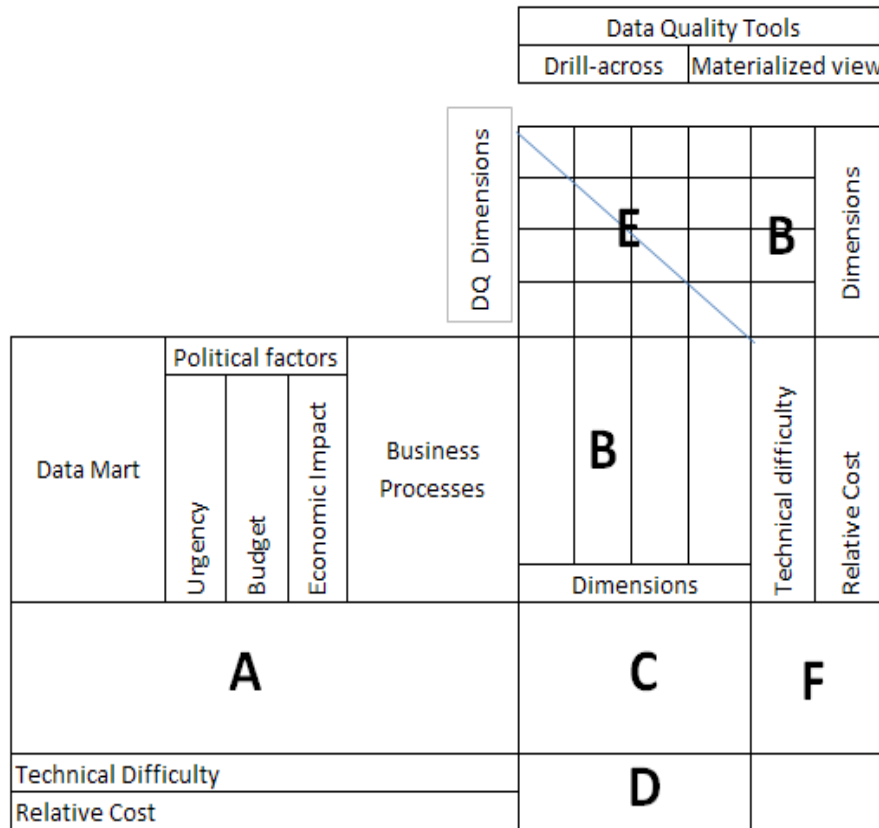 Data Quality Tools
Drill-across
Materialized view
DQ Dimensions
E
B
Dimensions
Data Mart
Political factors
Urgency
Budget
Economic Impact
Business
Processes
B
Dimensions
Technical difficulty
Relative Cost
A
C
F
Technical Difficulty
Relative Cost
D